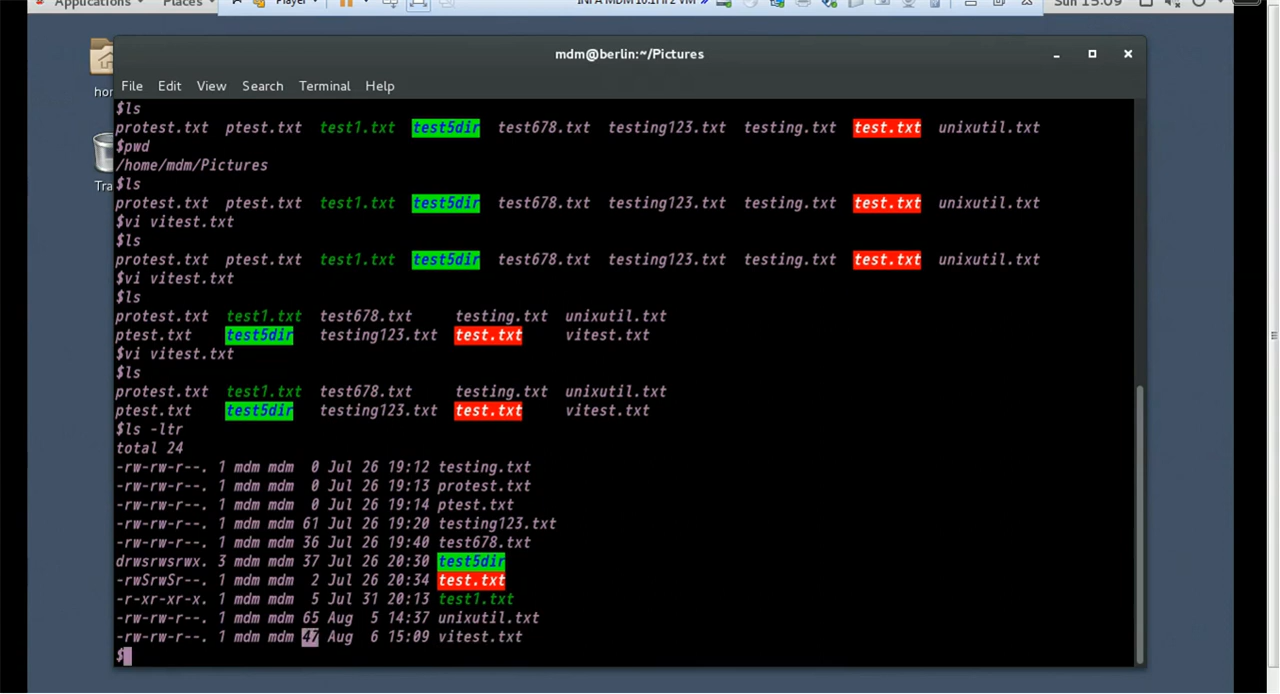 Applications Places Player INFA MDM 10.1HF2 VM Sun 15:09
mdm@berlin:~/Pictures
File Edit View Search Terminal Help
hom
Tra
$ls
protest.txt ptest.txt test1.txt test5dir test678.txt testing123.txt testing.txt test.txt unixutil.txt
$pwd
/home/mdm/Pictures
$ls
protest.txt ptest.txt test1.txt test5dir test678.txt testing123.txt testing.txt test.txt unixutil.txt
$vi vitest.txt
$ls
protest.txt ptest.txt test1.txt test5dir test678.txt testing123.txt testing.txt test.txt unixutil.txt
$vi vitest.txt
$ls
protest.txt test1.txt test678.txt testing.txt unixutil.txt
ptest.txt test5dir testing123.txt test.txt vitest.txt
$vi vitest.txt
$ls
protest.txt test1.txt test678.txt testing.txt unixutil.txt
ptest.txt test5dir testing123.txt test.txt vitest.txt
$ls -ltr
total 24
-rw-rw-r--. 1 mdm mdm 0 Jul 26 19:12 testing.txt
-rw-rw-r--. 1 mdm mdm 0 Jul 26 19:13 protest.txt
-rw-rw-r--. 1 mdm mdm 0 Jul 26 19:14 ptest.txt
-rw-rw-r--. 1 mdm mdm 61 Jul 26 19:20 testing123.txt
-rw-rw-r--. 1 mdm mdm 36 Jul 26 19:40 test678.txt
drwsrwsrwx. 3 mdm mdm 37 Jul 26 20:30 test5dir
-rwSrwSr--. 1 mdm mdm 2 Jul 26 20:34 test.txt
-r-xr-xr-x. 1 mdm mdm 5 Jul 31 20:13 test1.txt
-rw-rw-r--. 1 mdm mdm 65 Aug 5 14:37 unixutil.txt
-rw-rw-r--. 1 mdm mdm 47 Aug 6 15:09 vitest.txt
$